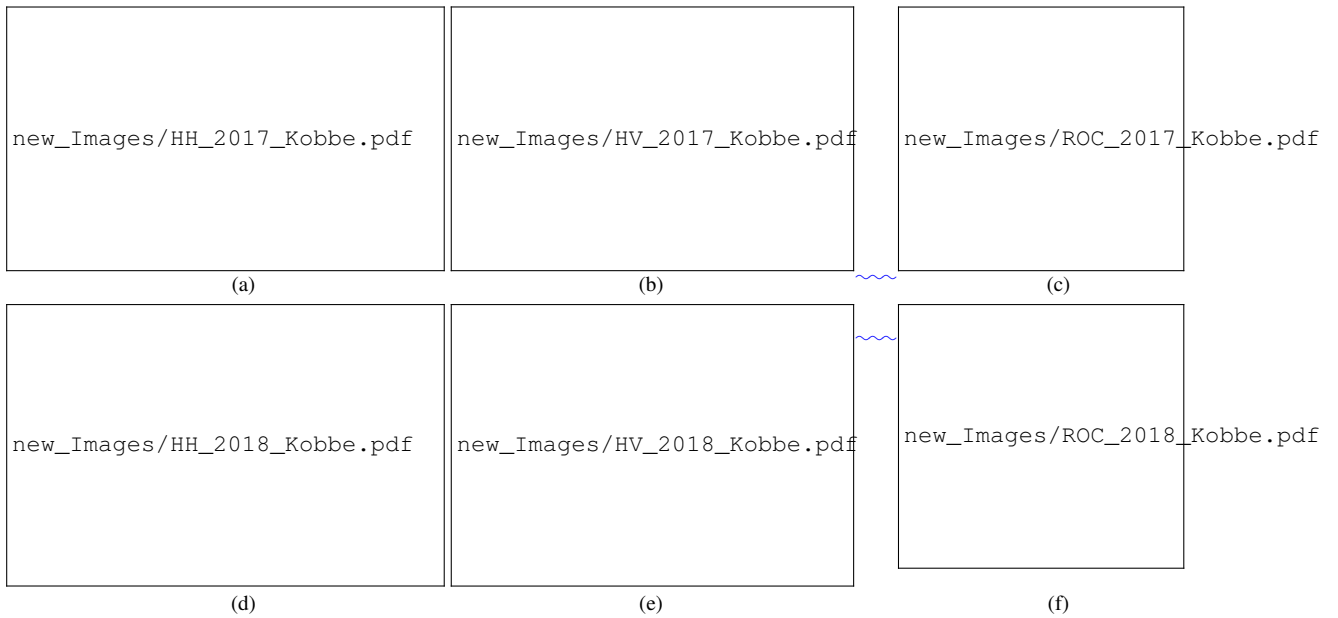 new_Images/HH_2017_Kobbe.pdf
new_Images/HV_2017_Kobbe.pdf
new_Images/ROC_2017_Kobbe.pdf
(a)
(b)
(c)
new_Images/HH_2018_Kobbe.pdf
new_Images/HV_2018_Kobbe.pdf
new_Images/ROC_2018_Kobbe.pdf
(d)
(e)
(f)